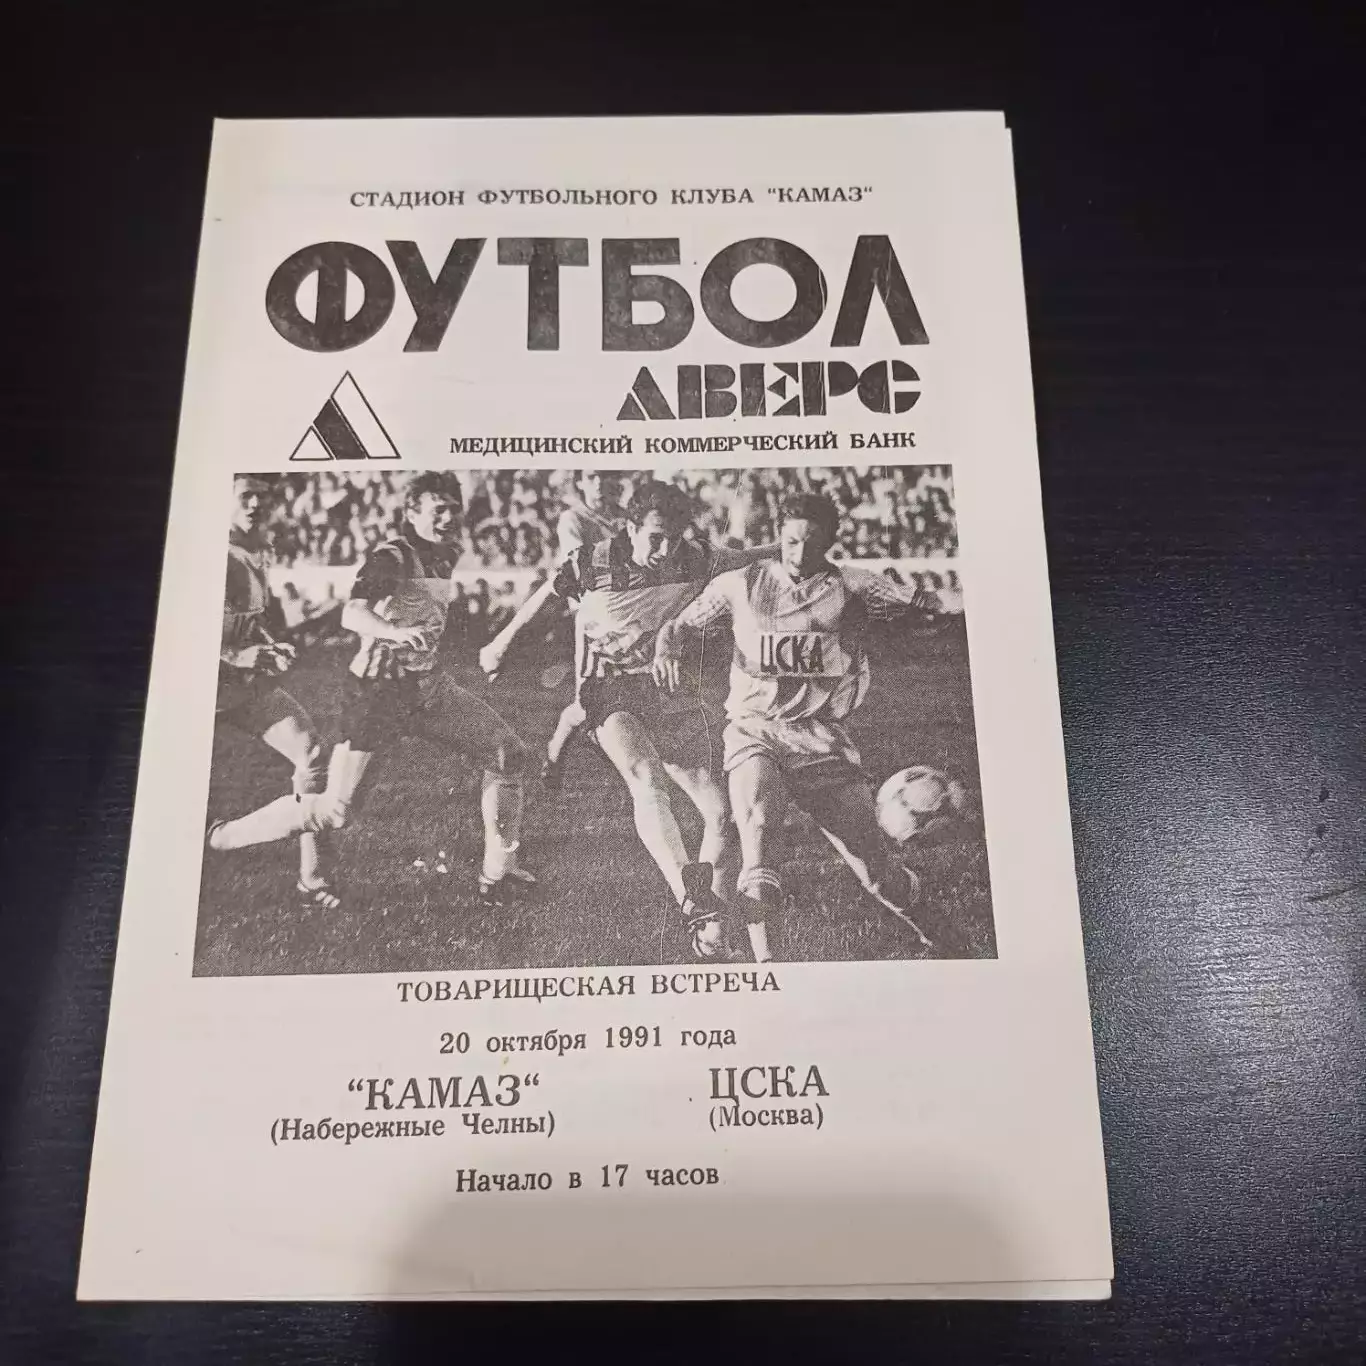 СТАДИОН ФУТБОЛЬНОГО КЛУБА "КАМАЗ"
ФУТБОЛ
АВЕРС
МЕДИЦИНСКИЙ КОММЕРЧЕСКИЙ БАНК
ЦСКА
ТОВАРИЩЕСКАЯ ВСТРЕЧА
20 октября 1991 года
"КАМАЗ" ЦСКА
(Набережные Челны) (Москва)
Начало в 17 часов